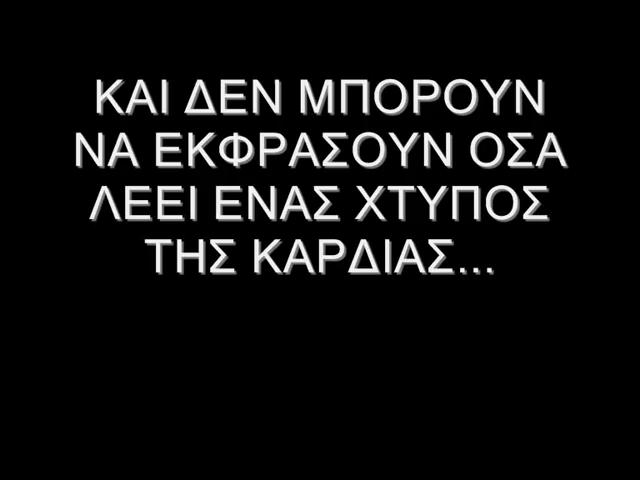 ΚΑΙ ΔΕΝ ΜΠΟΡΟΥΝ
ΝΑ ΕΚΦΡΑΣΟΥΝ ΟΣΑ
ΛΕΕΙ ΕΝΑΣ ΧΤΥΠΟΣ
ΤΗΣ ΚΑΡΔΙΑΣ...